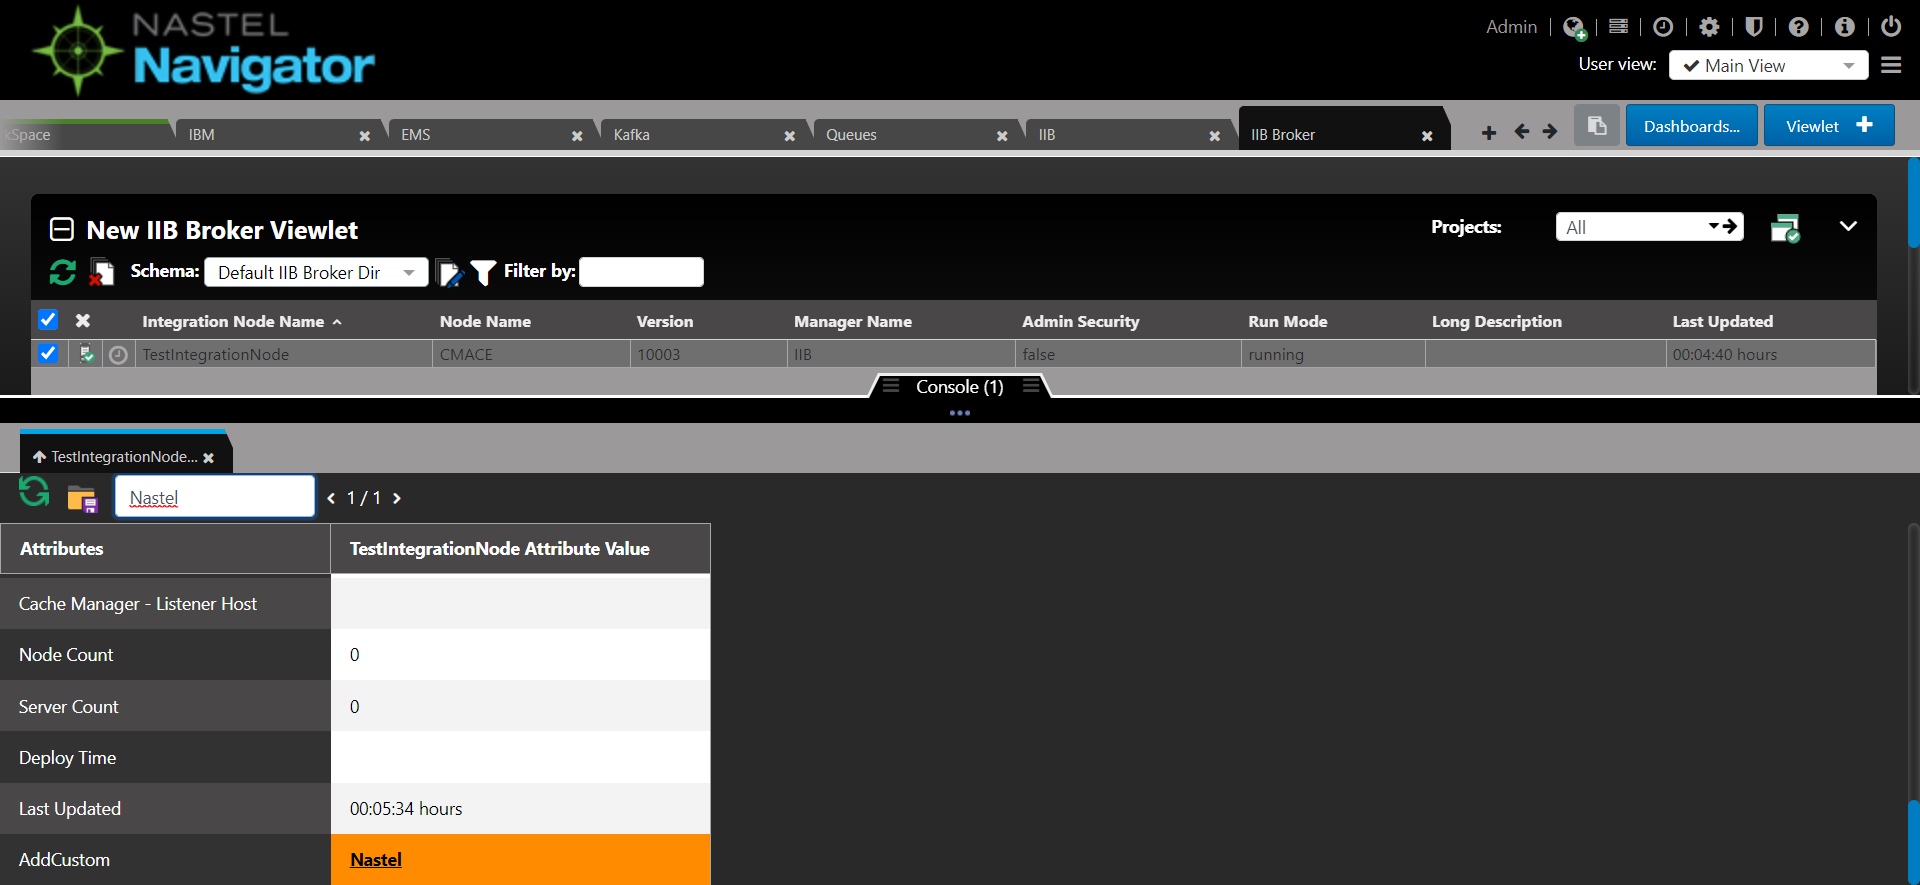 NASTEL
Navigator
Admin
User view: Main View
kSpace
IBM
EMS
Kafka
Queues
IIB
IIB Broker
Dashboards...
Viewlet
New IIB Broker Viewlet
Projects: All
Schema: Default IIB Broker Dir
Filter by:
Integration Node Name Node Name Version Manager Name Admin Security Run Mode Long Description Last Updated
TestIntegrationNode CMACE 10003 IIB false running 00:04:40 hours
Console (1)
TestIntegrationNode...
Nastel 1 / 1
Attributes TestIntegrationNode Attribute Value
Cache Manager - Listener Host
Node Count 0
Server Count 0
Deploy Time
Last Updated 00:05:34 hours
AddCustom Nastel